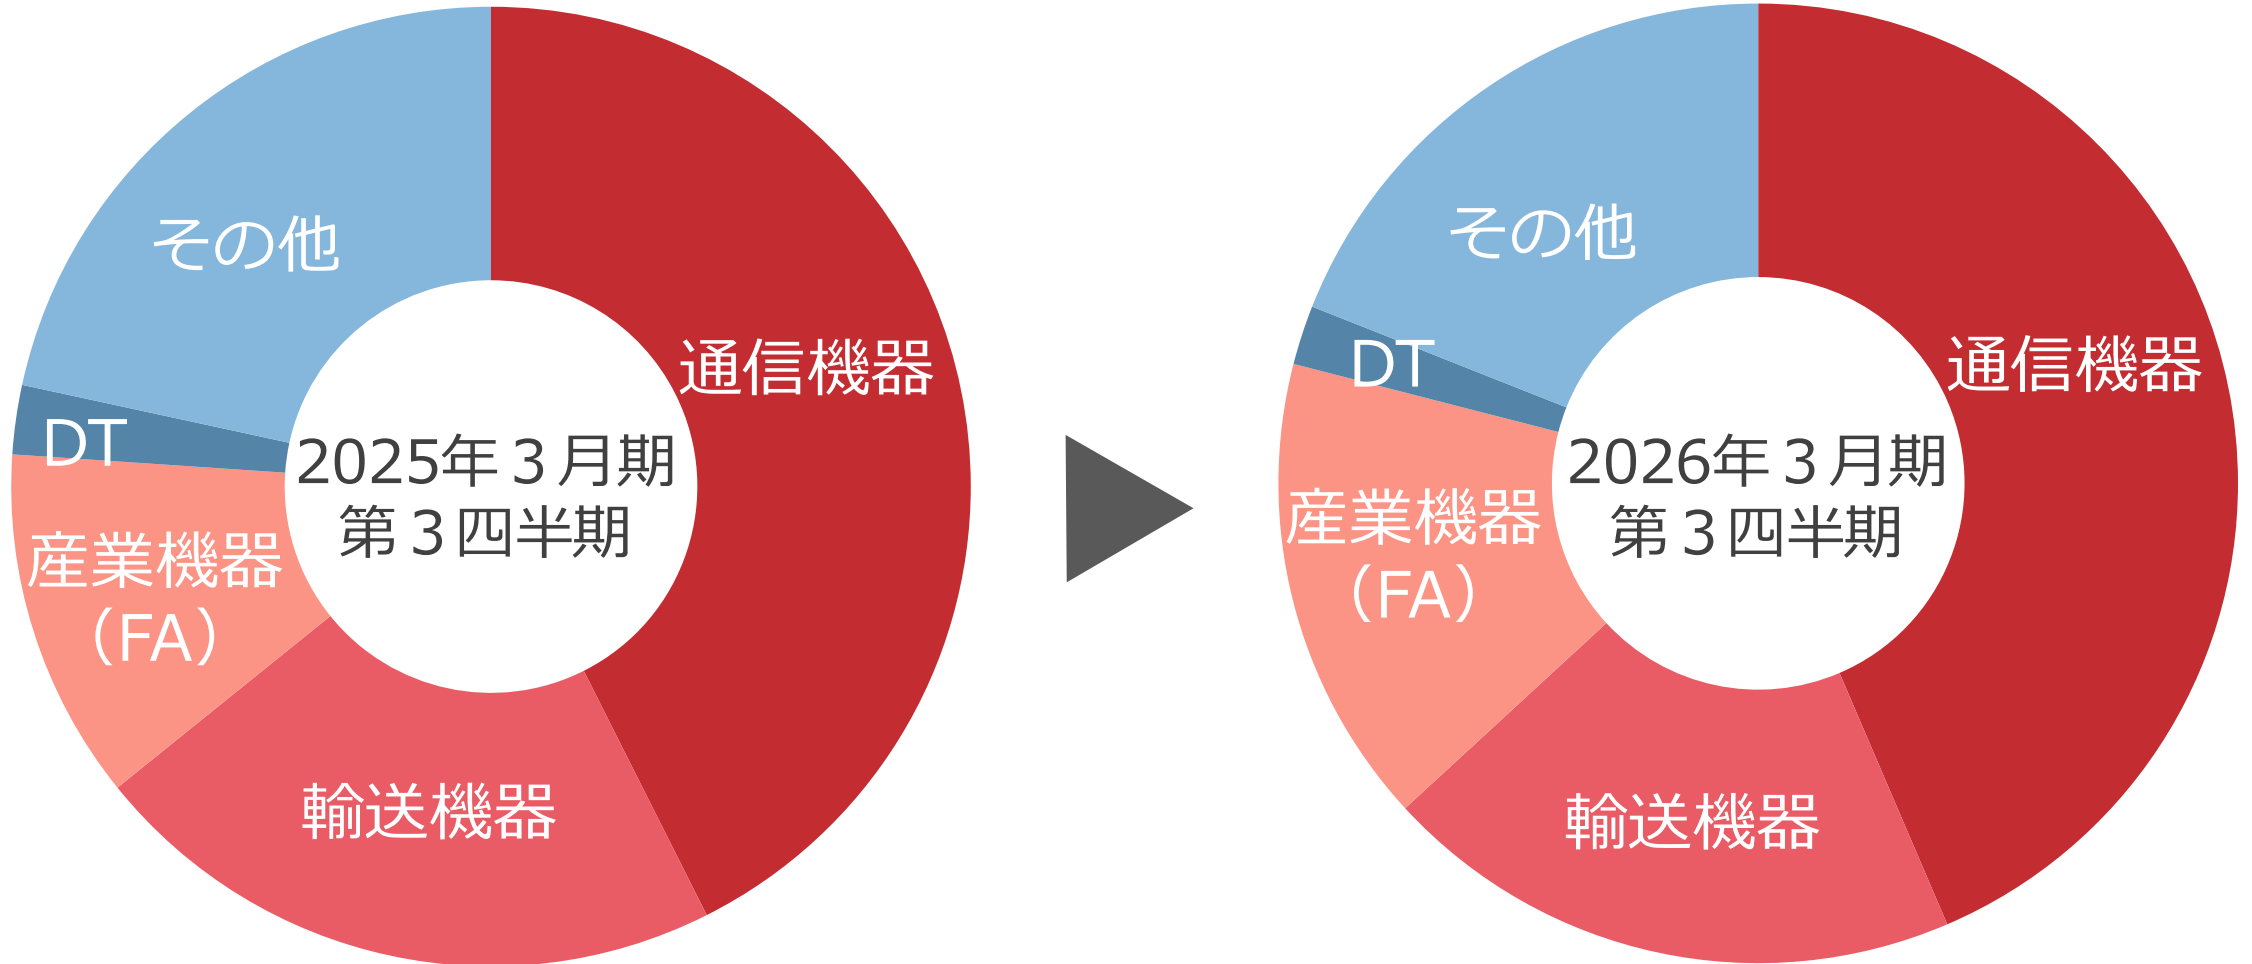 その他
通信機器
DT
2025年３月期
第３四半期
産業機器
（FA）
輸送機器
その他
通信機器
DT
2026年３月期
第３四半期
産業機器
（FA）
輸送機器